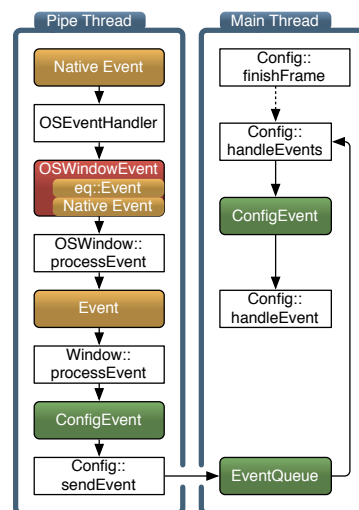 Pipe Thread
Native Event
OSEventHandler
OSWindowEvent
eq::Event
Native Event
OSWindow::
processEvent
Event
Window::
processEvent
ConfigEvent
Config::
sendEvent
Main Thread
Config::
finishFrame
Config::
handleEvents
ConfigEvent
Config::
handleEvent
EventQueue